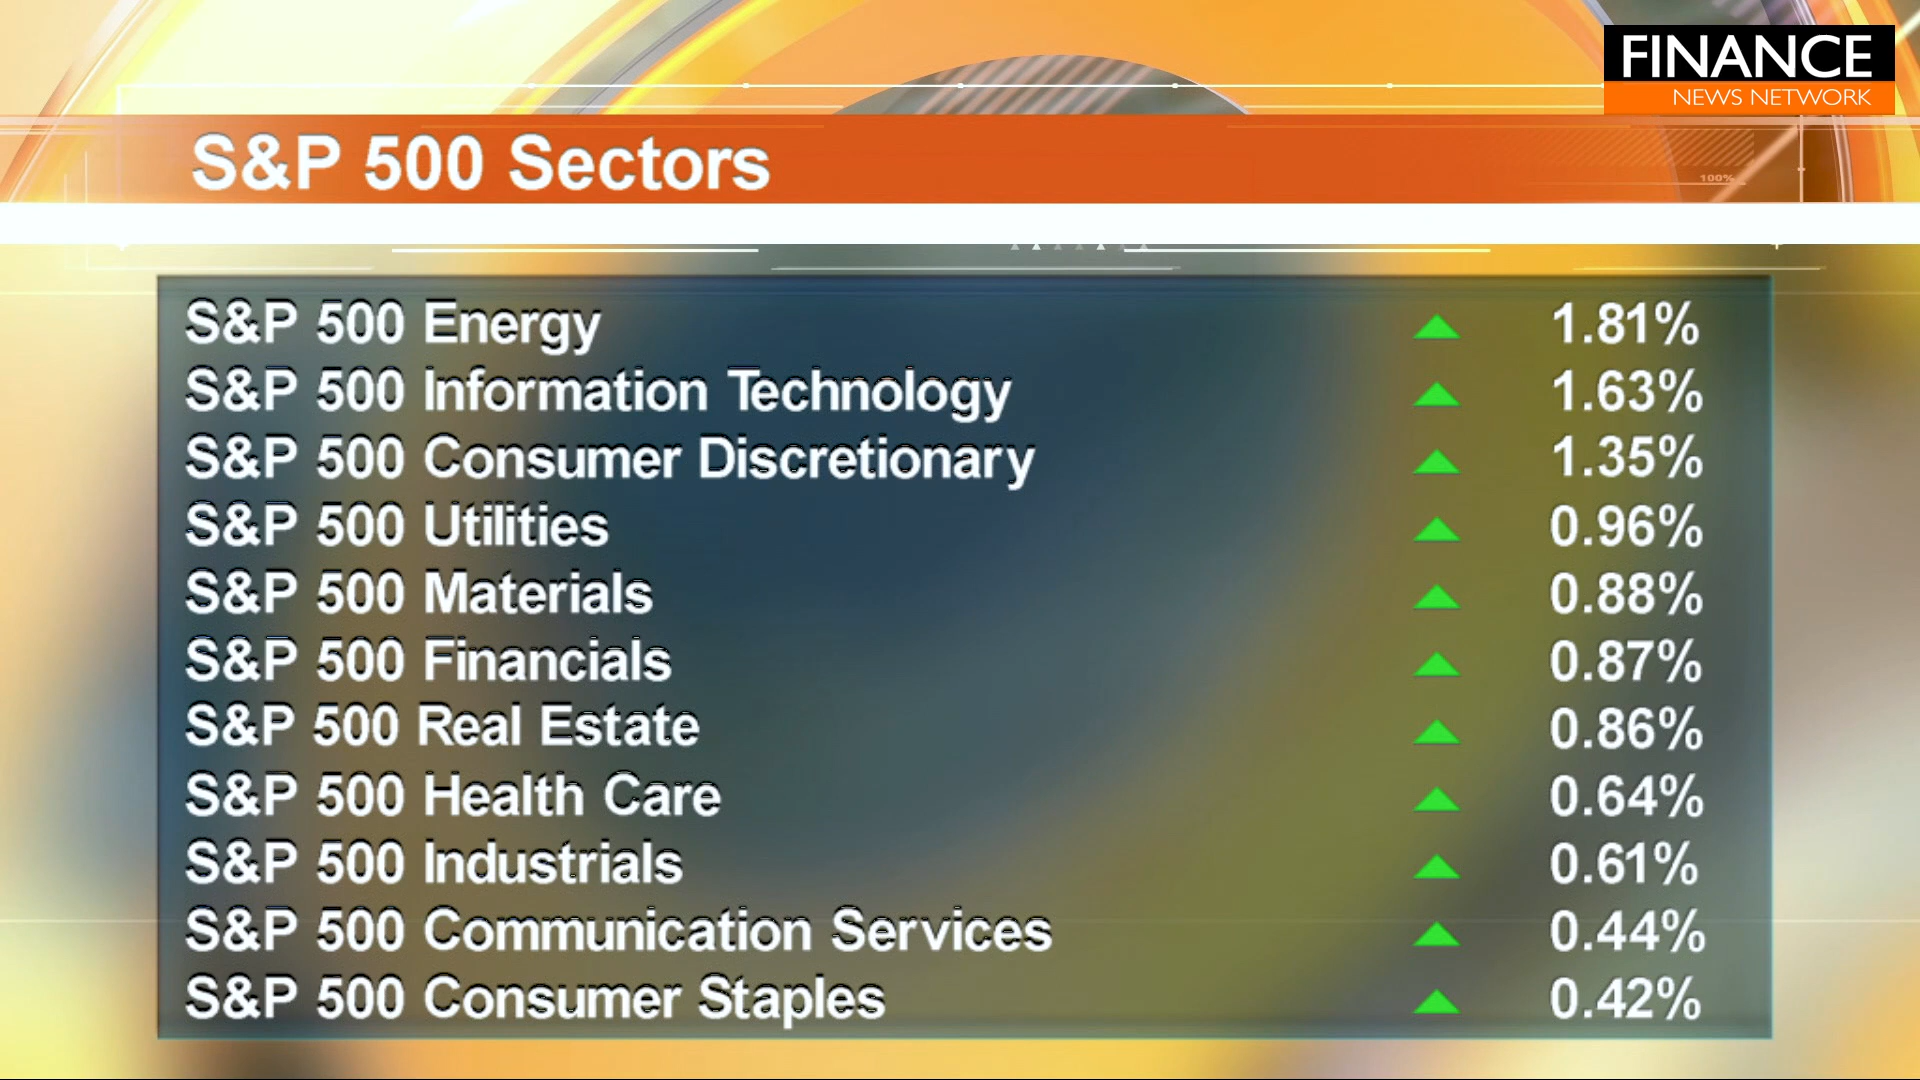 FINANCE
NEWS NETWORK
S&P 500 Sectors
100%
S&P 500 Energy 1.81%
S&P 500 Information Technology 1.63%
S&P 500 Consumer Discretionary 1.35%
S&P 500 Utilities 0.96%
S&P 500 Materials 0.88%
S&P 500 Financials 0.87%
S&P 500 Real Estate 0.86%
S&P 500 Health Care 0.64%
S&P 500 Industrials 0.61%
S&P 500 Communication Services 0.44%
S&P 500 Consumer Staples 0.42%